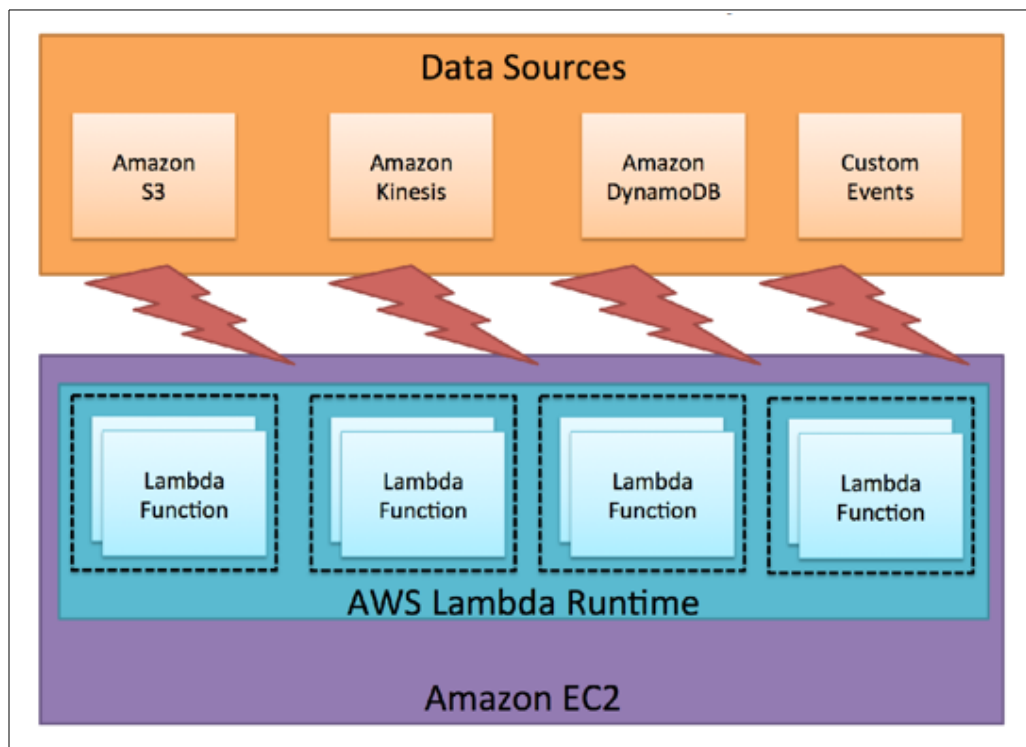 Data Sources
Amazon
S3
Amazon
Kinesis
Amazon
DynamoDB
Custom
Events
Lambda
Function
Lambda
Function
Lambda
Function
Lambda
Function
AWS Lambda Runtime
Amazon EC2